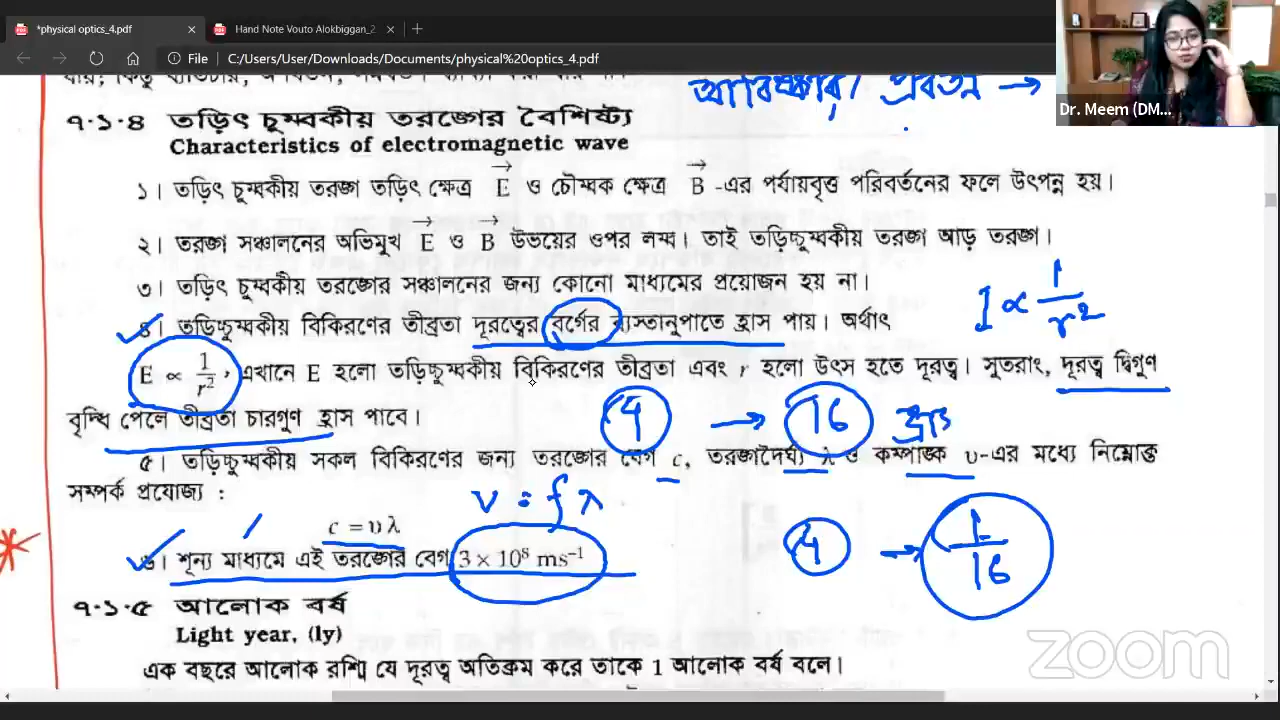 *physical optics_4.pdf
Hand Note Vouto Alokbiggan_2
File C:/Users/User/Downloads/Documents/physical%20optics_4.pdf
Dr. Meem (DM...
আবিষ্কার/ প্রবর্তন →
৭·১·৪ তড়িৎ চুম্বকীয় তরঙ্গের বৈশিষ্ট্য
Characteristics of electromagnetic wave
১। তড়িৎ চুম্বকীয় তরঙ্গ তড়িৎ ক্ষেত্র E⃗ ও চৌম্বক ক্ষেত্র B⃗ -এর পর্যায়বৃত্ত পরিবর্তনের ফলে উৎপন্ন হয়।
২। তরঙ্গ সঞ্চালনের অভিমুখ E⃗ ও B⃗ উভয়ের ওপর লম্ব। তাই তড়িচ্চুম্বকীয় তরঙ্গ আড় তরঙ্গ।
৩। তড়িৎ চুম্বকীয় তরঙ্গের সঞ্চালনের জন্য কোনো মাধ্যমের প্রয়োজন হয় না।
I ∝ 1/r²
৪। তড়িচ্চুম্বকীয় বিকিরণের তীব্রতা দূরত্বের বর্গের ব্যস্তানুপাতে হ্রাস পায়। অর্থাৎ
E ∝ 1/r², এখানে E হলো তড়িচ্চুম্বকীয় বিকিরণের তীব্রতা এবং r হলো উৎস হতে দূরত্ব। সুতরাং, দূরত্ব দ্বিগুণ
বৃদ্ধি পেলে তীব্রতা চারগুণ হ্রাস পাবে।
4 → 16 হ্রাস
৫। তড়িচ্চুম্বকীয় সকল বিকিরণের জন্য তরঙ্গের বেগ c, তরঙ্গদৈর্ঘ্য λ ও কম্পাঙ্ক υ-এর মধ্যে নিম্নোক্ত
সম্পর্ক প্রযোজ্য :
v = fλ
c = υλ
4 → 1/16
৬। শূন্য মাধ্যমে এই তরঙ্গের বেগ 3 × 10⁸ ms⁻¹
৭·১·৫ আলোক বর্ষ
Light year, (ly)
এক বছরে আলোক রশ্মি যে দূরত্ব অতিক্রম করে তাকে 1 আলোক বর্ষ বলে।
zoom